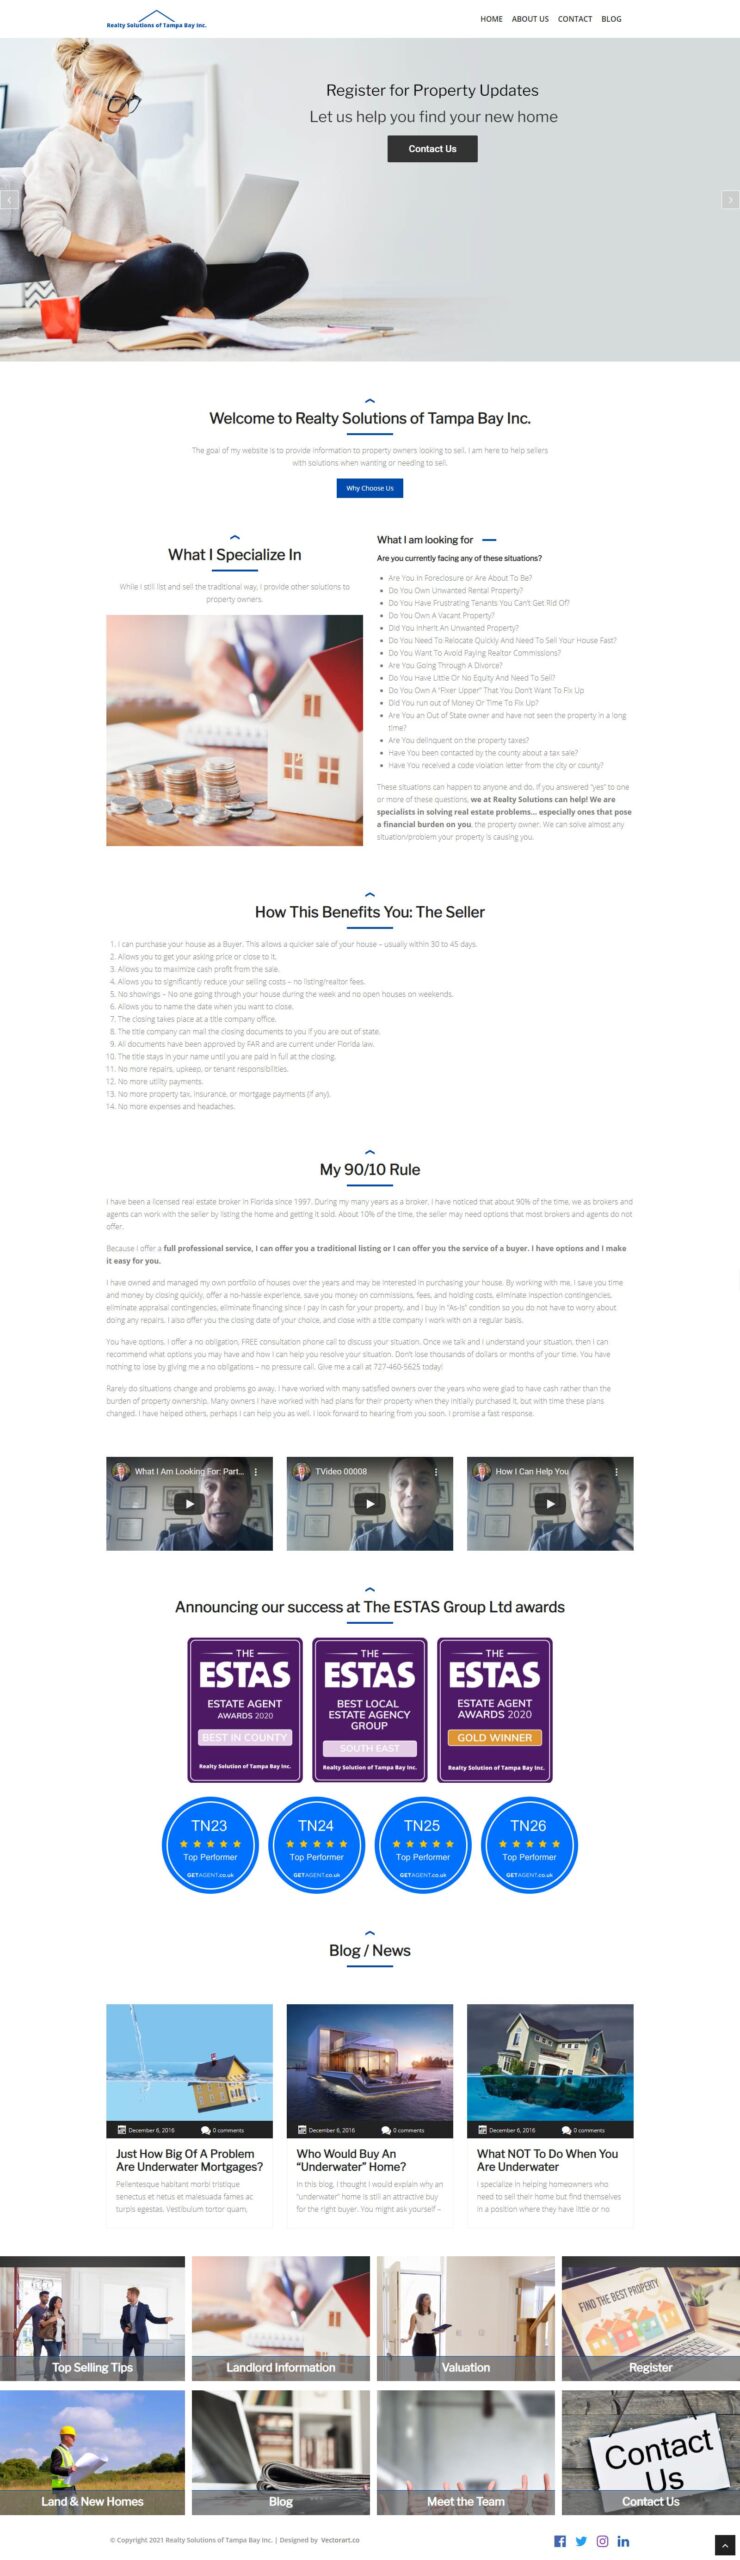 Realty Solutions of Tampa Bay Inc.
HOME ABOUT US CONTACT BLOG
Register for Property Updates
Let us help you find your new home
Contact Us
Welcome to Realty Solutions of Tampa Bay Inc.
The goal of my website is to provide information to property owners looking to sell. I am here to help sellers
with solutions when wanting or needing to sell.
Why Choose Us
What I Specialize In
While I still list and sell the traditional way, I provide other solutions to
property owners.
What I am looking for
Are you currently facing any of these situations?
Are You In Foreclosure or Are About To Be?
Do You Own Unwanted Rental Property?
Do You Have Frustrating Tenants You Can't Get Rid Of?
Do You Own A Vacant Property?
Did You Inherit An Unwanted Property?
Do You Need To Relocate Quickly And Need To Sell Your House Fast?
Do You Want To Avoid Paying Realtor Commissions?
Are You Going Through A Divorce?
Do You Have Little Or No Equity And Need To Sell?
Do You Own A "Fixer Upper" That You Don't Want To Fix Up
Did You run out of Money Or Time To Fix Up?
Are You an Out of State owner and have not seen the property in a long
time?
Are You delinquent on the property taxes?
Have You been contacted by the county about a tax sale?
Have You received a code violation letter from the city or county?
These situations can happen to anyone and do. If you answered "yes" to one
or more of these questions, we at Realty Solutions can help! We are
specialists in solving real estate problems... especially ones that pose
a financial burden on you, the property owner. We can solve almost any
situation/problem your property is causing you.
How This Benefits You: The Seller
1. I can purchase your house as a Buyer. This allows a quicker sale of your house – usually within 30 to 45 days.
2. Allows you to get your asking price or close to it.
3. Allows you to maximize cash profit from the sale.
4. Allows you to significantly reduce your selling costs – no listing/realtor fees.
5. No showings – No one going through your house during the week and no open houses on weekends.
6. Allows you to name the date when you want to close.
7. The closing takes place at a title company office.
8. The title company can mail the closing documents to you if you are out of state.
9. All documents have been approved by FAR and are current under Florida law.
10. The title stays in your name until you are paid in full at the closing.
11. No more repairs, upkeep, or tenant responsibilities.
12. No more utility payments.
13. No more property tax, insurance, or mortgage payments (if any).
14. No more expenses and headaches.
My 90/10 Rule
I have been a licensed real estate broker in Florida since 1997. During my many years as a broker, I have noticed that about 90% of the time, we as brokers and
agents can work with the seller by listing the home and getting it sold. About 10% of the time, the seller may need options that most brokers and agents do not
offer.
Because I offer a full professional service, I can offer you a traditional listing or I can offer you the service of a buyer. I have options and I make
it easy for you.
I have owned and managed my own portfolio of houses over the years and may be interested in purchasing your house. By working with me, I save you time
and money by closing quickly, offer a no-hassle experience, save you money on commissions, fees, and holding costs, eliminate inspection contingencies,
eliminate appraisal contingencies, eliminate financing since I pay in cash for your property, and I buy in "As-Is" condition so you do not have to worry about
doing any repairs. I also offer you the closing date of your choice, and close with a title company I work with on a regular basis.
You have options. I offer a no obligation, FREE consultation phone call to discuss your situation. Once we talk and I understand your situation, then I can
recommend what options you may have and how I can help you resolve your situation. Don't lose thousands of dollars or months of your time. You have
nothing to lose by giving me a no obligations – no pressure call. Give me a call at 727-460-5625 today!
Rarely do situations change and problems go away. I have worked with many satisfied owners over the years who were glad to have cash rather than the
burden of property ownership. Many owners I have worked with had plans for their property when they initially purchased it, but with time these plans
changed. I have helped others, perhaps I can help you as well. I look forward to hearing from you soon. I promise a fast response.
What I Am Looking For: Part...
TVideo 00008
How I Can Help You
Announcing our success at The ESTAS Group Ltd awards
THE
ESTAS
ESTATE AGENT
AWARDS 2020
BEST IN COUNTY
Realty Solution of Tampa Bay Inc.
THE
ESTAS
BEST LOCAL
ESTATE AGENCY
GROUP
SOUTH EAST
Realty Solution of Tampa Bay Inc.
THE
ESTAS
ESTATE AGENT
AWARDS 2020
GOLD WINNER
Realty Solution of Tampa Bay Inc.
TN23
Top Performer
GETAGENT.co.uk
TN24
Top Performer
GETAGENT.co.uk
TN25
Top Performer
GETAGENT.co.uk
TN26
Top Performer
GETAGENT.co.uk
Blog / News
December 6, 2016 0 comments
Just How Big Of A Problem
Are Underwater Mortgages?
Pellentesque habitant morbi tristique
senectus et netus et malesuada fames ac
turpis egestas. Vestibulum tortor quam,
December 6, 2016 0 comments
Who Would Buy An
"Underwater" Home?
In this blog, I thought I would explain why an
"underwater" home is still an attractive buy
for the right buyer. You might ask yourself –
December 6, 2016 0 comments
What NOT To Do When You
Are Underwater
I specialize in helping homeowners who
need to sell their home but find themselves
in a position where they have little or no
Top Selling Tips
Landlord Information
Valuation
FIND THE BEST PROPERTY
Register
Land & New Homes
Blog
Meet the Team
Contact
Us
Contact Us
© Copyright 2021 Realty Solutions of Tampa Bay Inc. | Designed by Vectorart.co